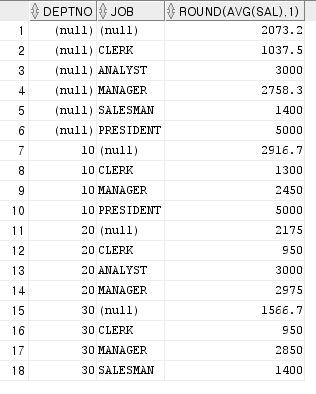 DEPTNO JOB ROUND(AVG(SAL),1)
1 (null) (null) 2073.2
2 (null) CLERK 1037.5
3 (null) ANALYST 3000
4 (null) MANAGER 2758.3
5 (null) SALESMAN 1400
6 (null) PRESIDENT 5000
7 10 (null) 2916.7
8 10 CLERK 1300
9 10 MANAGER 2450
10 10 PRESIDENT 5000
11 20 (null) 2175
12 20 CLERK 950
13 20 ANALYST 3000
14 20 MANAGER 2975
15 30 (null) 1566.7
16 30 CLERK 950
17 30 MANAGER 2850
18 30 SALESMAN 1400